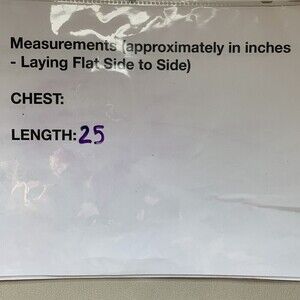 Measurements (approximately in inches
- Laying Flat Side to Side)
CHEST:
LENGTH: 25